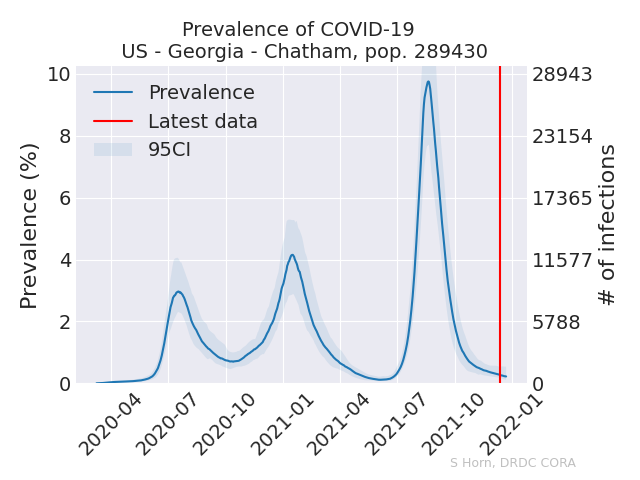 Prevalence of COVID-19
US - Georgia - Chatham, pop. 289430
Prevalence
Latest data
95CI
Prevalence (%)
10
8
6
4
2
0
28943
23154
17365
11577
5788
0
# of infections
2020-04
2020-07
2020-10
2021-01
2021-04
2021-07
2021-10
2022-01
S Horn, DRDC CORA